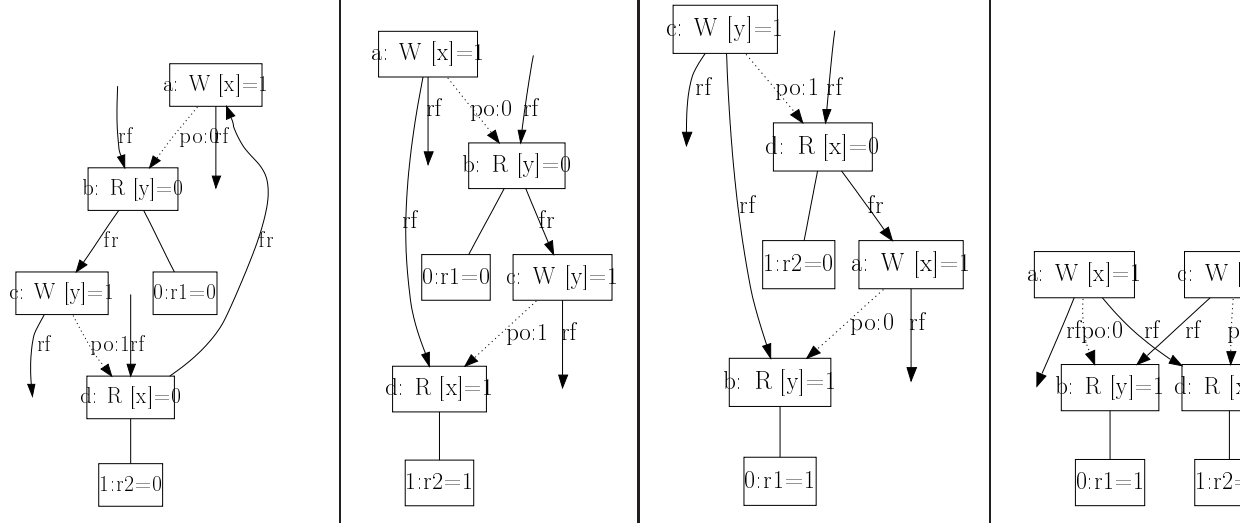 a: W [x]=1
rf
po:0
rf
b: R [y]=0
fr
fr
c: W [y]=1
0:r1=0
rf
po:1
rf
d: R [x]=0
1:r2=0
a: W [x]=1
rf
po:0
rf
b: R [y]=0
rf
fr
0:r1=0
c: W [y]=1
po:1
rf
d: R [x]=1
1:r2=1
c: W [y]=1
rf
po:1
rf
d: R [x]=0
rf
fr
1:r2=0
a: W [x]=1
po:0
rf
b: R [y]=1
0:r1=1
a: W [x]=1
c: W [
rf
po:0
rf
rf
p
b: R [y]=1
d: R [x
0:r1=1
1:r2=